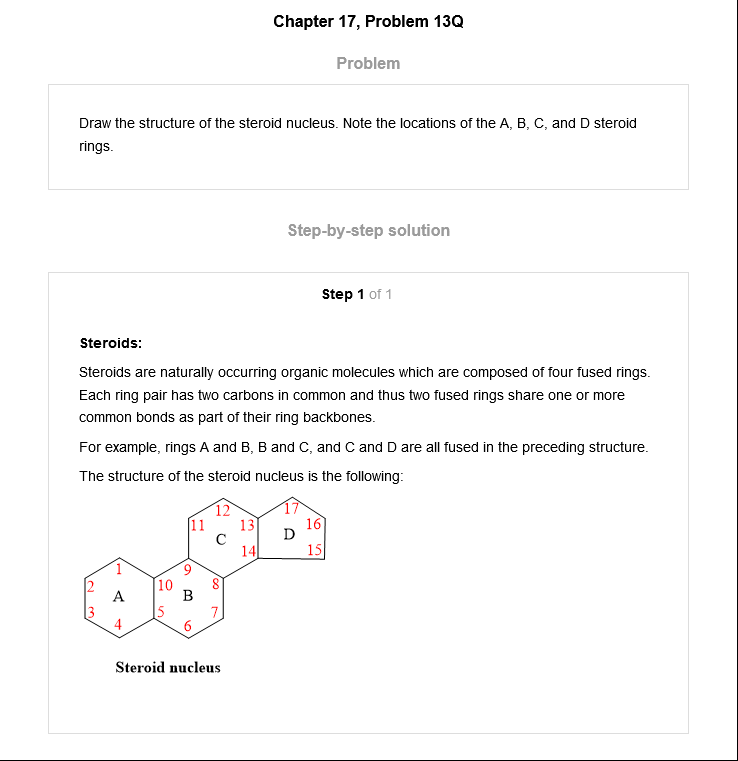 Chapter 17, Problem 13Q
Problem
Draw the structure of the steroid nucleus. Note the locations of the A, B, C, and D steroid
rings.
Step-by-step solution
Step 1 of 1
Steroids:
Steroids are naturally occurring organic molecules which are composed of four fused rings.
Each ring pair has two carbons in common and thus two fused rings share one or more
common bonds as part of their ring backbones.
For example, rings A and B, B and C, and C and D are all fused in the preceding structure.
The structure of the steroid nucleus is the following:
12 17
11 13 16
C D
14 15
1 9
2 10 8
A B
3 5 7
4 6
Steroid nucleus